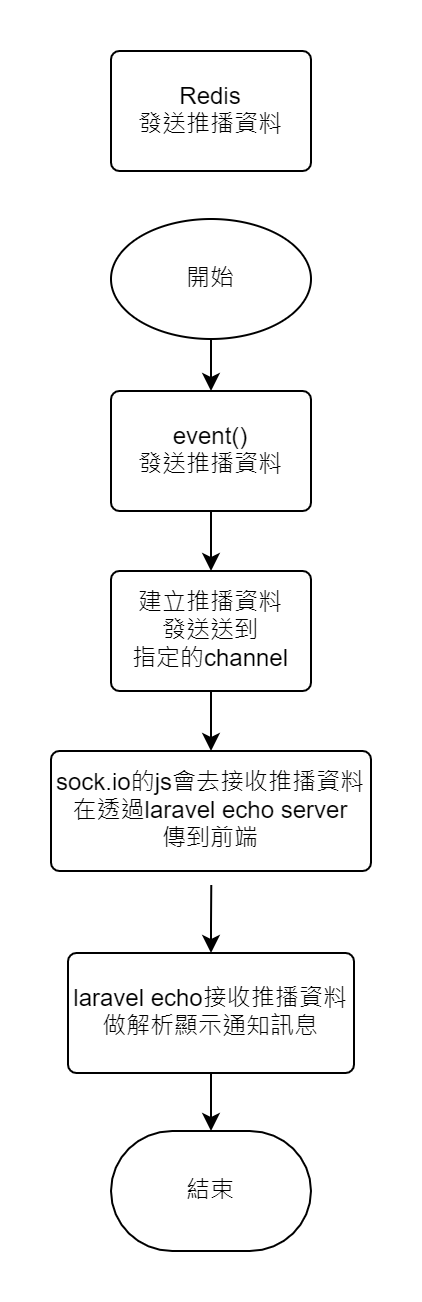 Redis
發送推播資料
開始
event()
發送推播資料
建立推播資料
發送送到
指定的channel
sock.io的js會去接收推播資料
在透過laravel echo server
傳到前端
laravel echo接收推播資料
做解析顯示通知訊息
結束